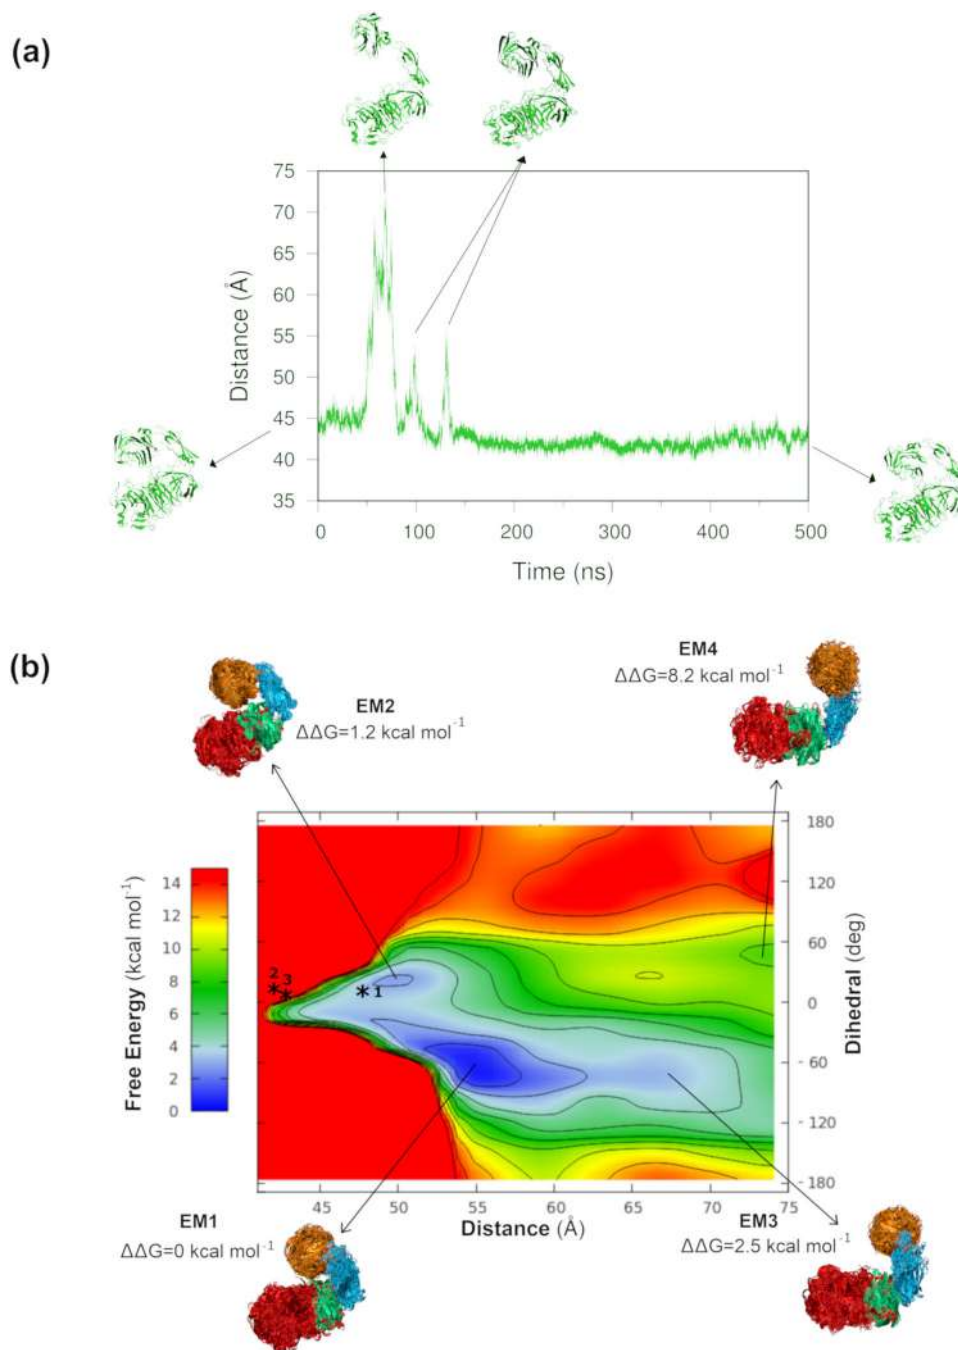 (a)
75
70
65
60
55
50
45
40
35
Distance (Å)
0 100 200 300 400 500
Time (ns)
(b)
EM2
ΔΔG=1.2 kcal mol⁻¹
EM4
ΔΔG=8.2 kcal mol⁻¹
Free Energy (kcal mol⁻¹)
14
12
10
8
6
4
2
0
2
3
1
180
120
60
0
-60
-120
-180
Dihedral (deg)
45 50 55 60 65 70 75
Distance (Å)
EM1
ΔΔG=0 kcal mol⁻¹
EM3
ΔΔG=2.5 kcal mol⁻¹